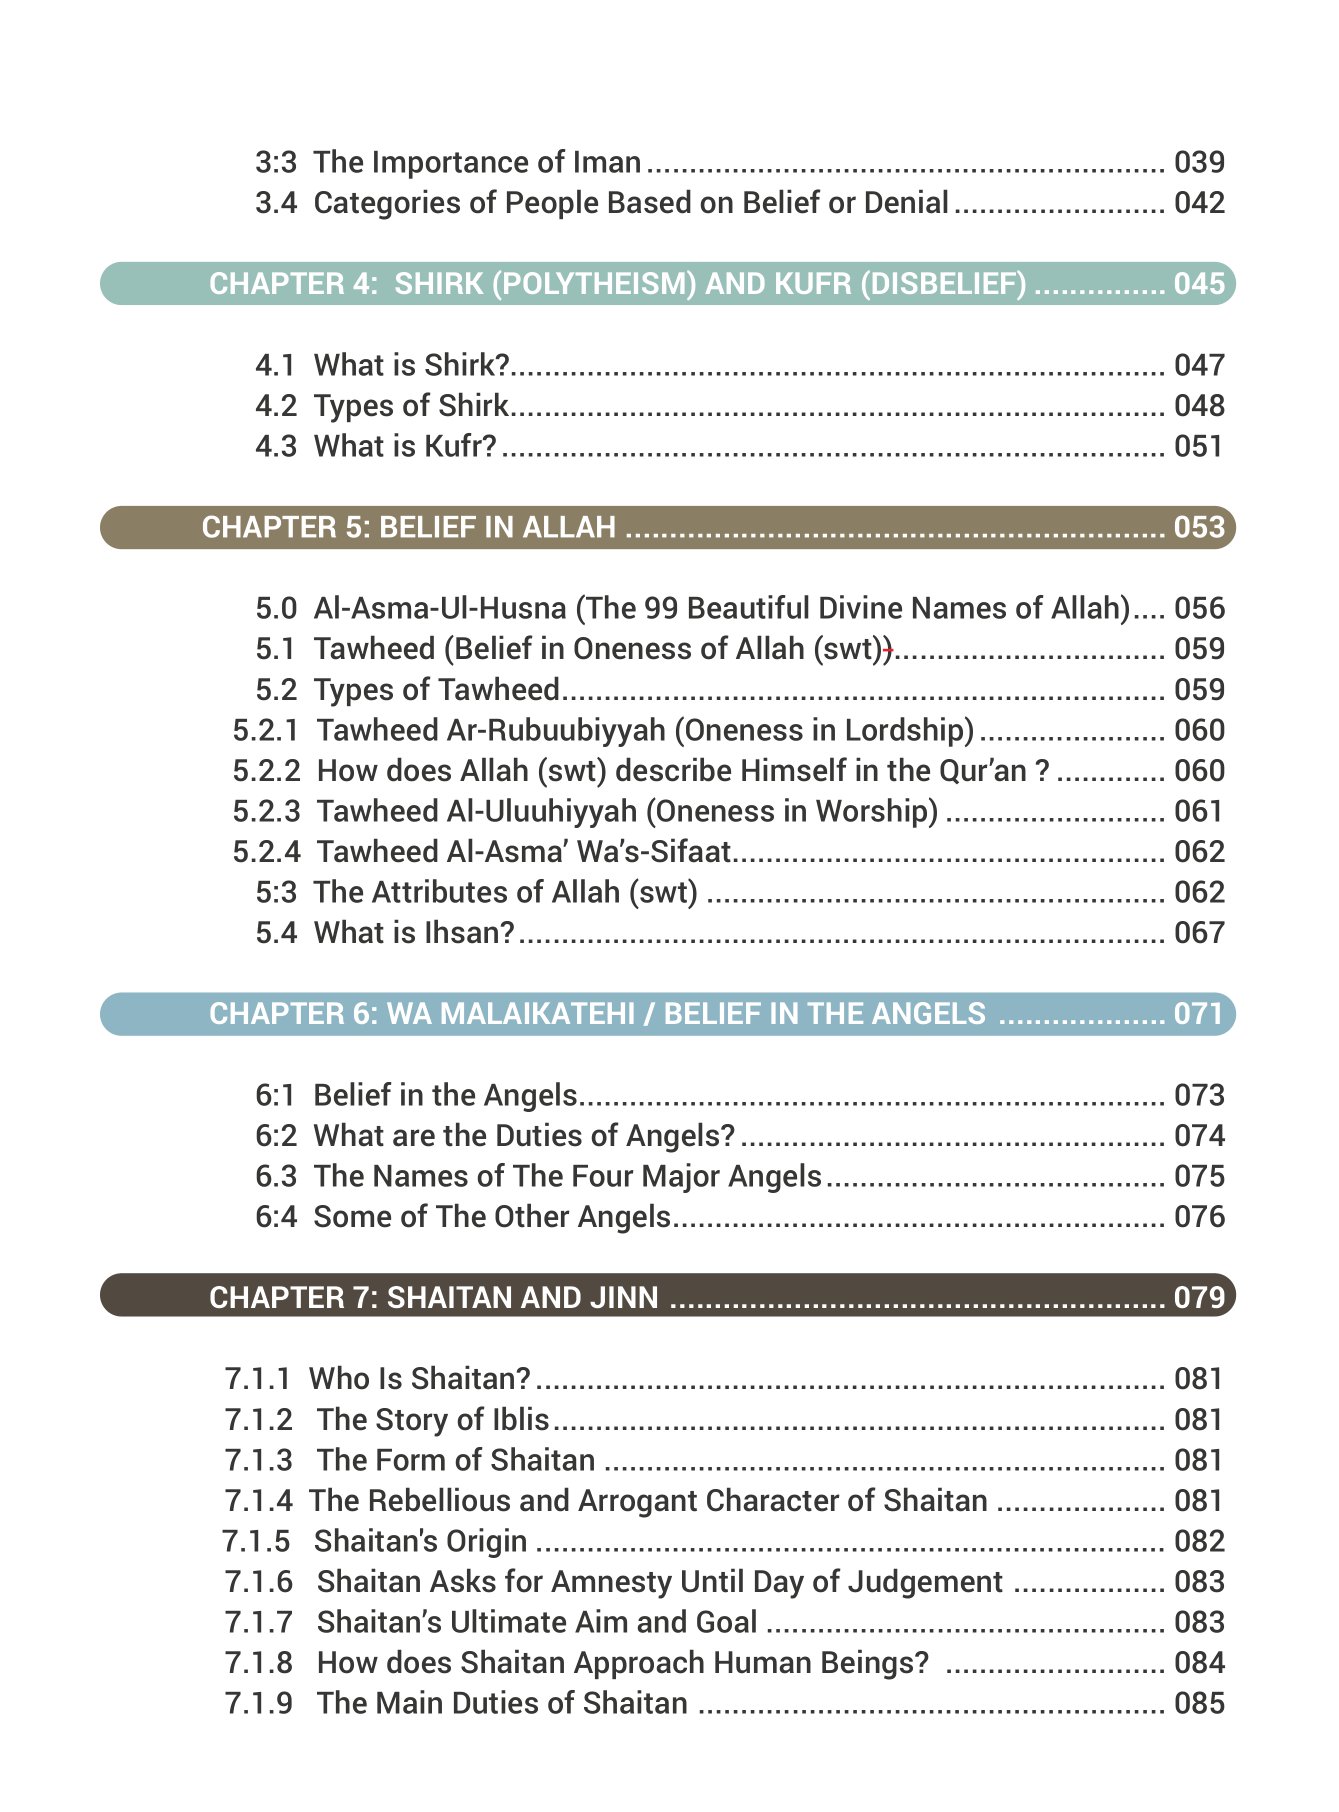 3:3 The Importance of Iman ............................................................. 039
3.4 Categories of People Based on Belief or Denial ......................... 042
CHAPTER 4: SHIRK (POLYTHEISM) AND KUFR (DISBELIEF) ............... 045
4.1 What is Shirk?............................................................................. 047
4.2 Types of Shirk............................................................................. 048
4.3 What is Kufr? .............................................................................. 051
CHAPTER 5: BELIEF IN ALLAH .............................................................. 053
5.0 Al-Asma-Ul-Husna (The 99 Beautiful Divine Names of Allah).... 056
5.1 Tawheed (Belief in Oneness of Allah (swt))................................ 059
5.2 Types of Tawheed....................................................................... 059
5.2.1 Tawheed Ar-Rubuubiyyah (Oneness in Lordship) ...................... 060
5.2.2 How does Allah (swt) describe Himself in the Qur’an ? ............. 060
5.2.3 Tawheed Al-Uluuhiyyah (Oneness in Worship) .......................... 061
5.2.4 Tawheed Al-Asma’ Wa’s-Sifaat................................................... 062
5:3 The Attributes of Allah (swt) ...................................................... 062
5.4 What is Ihsan? ............................................................................ 067
CHAPTER 6: WA MALAIKATEHI / BELIEF IN THE ANGELS ................... 071
6:1 Belief in the Angels..................................................................... 073
6:2 What are the Duties of Angels? .................................................. 074
6.3 The Names of The Four Major Angels ........................................ 075
6:4 Some of The Other Angels.......................................................... 076
CHAPTER 7: SHAITAN AND JINN ......................................................... 079
7.1.1 Who Is Shaitan? .......................................................................... 081
7.1.2 The Story of Iblis ........................................................................ 081
7.1.3 The Form of Shaitan .................................................................. 081
7.1.4 The Rebellious and Arrogant Character of Shaitan .................... 081
7.1.5 Shaitan's Origin .......................................................................... 082
7.1.6 Shaitan Asks for Amnesty Until Day of Judgement .................. 083
7.1.7 Shaitan’s Ultimate Aim and Goal ............................................... 083
7.1.8 How does Shaitan Approach Human Beings? .......................... 084
7.1.9 The Main Duties of Shaitan ....................................................... 085